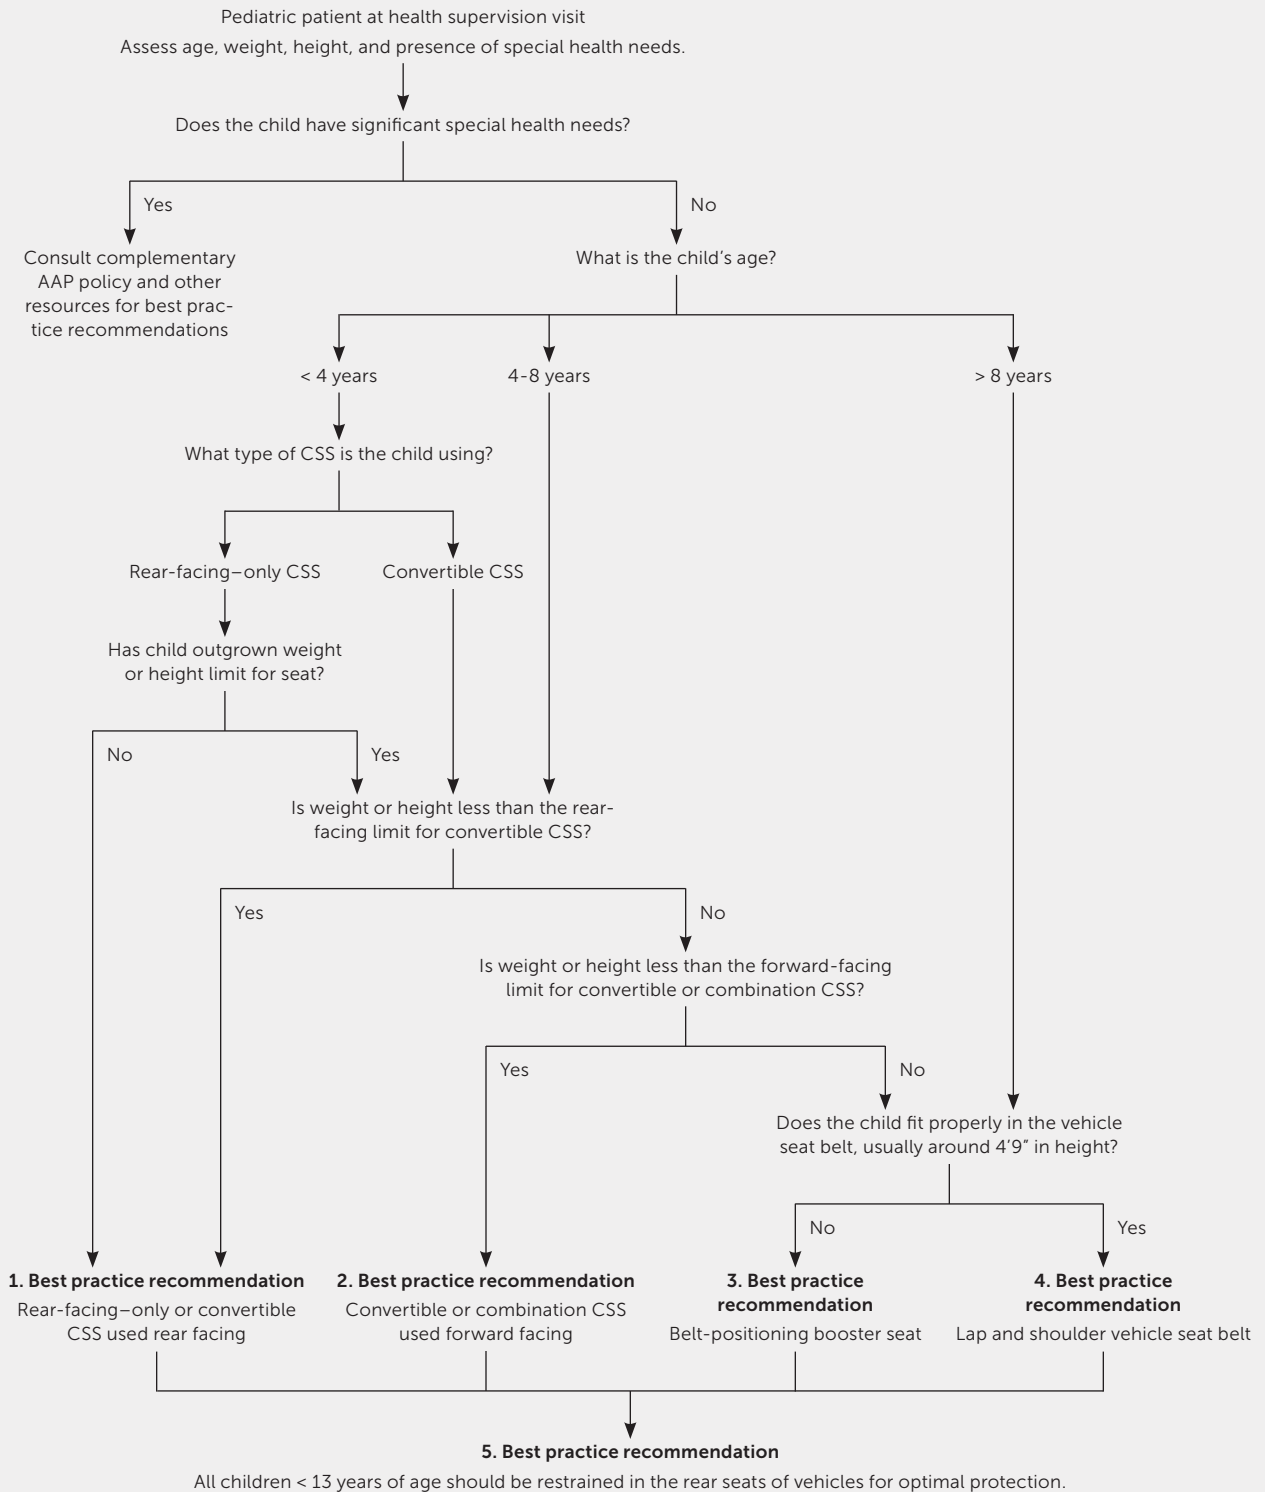 Pediatric patient at health supervision visit
Assess age, weight, height, and presence of special health needs.
Does the child have significant special health needs?
Yes
No
Consult complementary
AAP policy and other
resources for best prac-
tice recommendations
What is the child’s age?
< 4 years
4-8 years
> 8 years
What type of CSS is the child using?
Rear-facing–only CSS
Convertible CSS
Has child outgrown weight
or height limit for seat?
No
Yes
Is weight or height less than the rear-
facing limit for convertible CSS?
Yes
No
Is weight or height less than the forward-facing
limit for convertible or combination CSS?
Yes
No
Does the child fit properly in the vehicle
seat belt, usually around 4’9” in height?
No
Yes
1. Best practice recommendation
Rear-facing–only or convertible
CSS used rear facing
2. Best practice recommendation
Convertible or combination CSS
used forward facing
3. Best practice
recommendation
Belt-positioning booster seat
4. Best practice
recommendation
Lap and shoulder vehicle seat belt
5. Best practice recommendation
All children < 13 years of age should be restrained in the rear seats of vehicles for optimal protection.